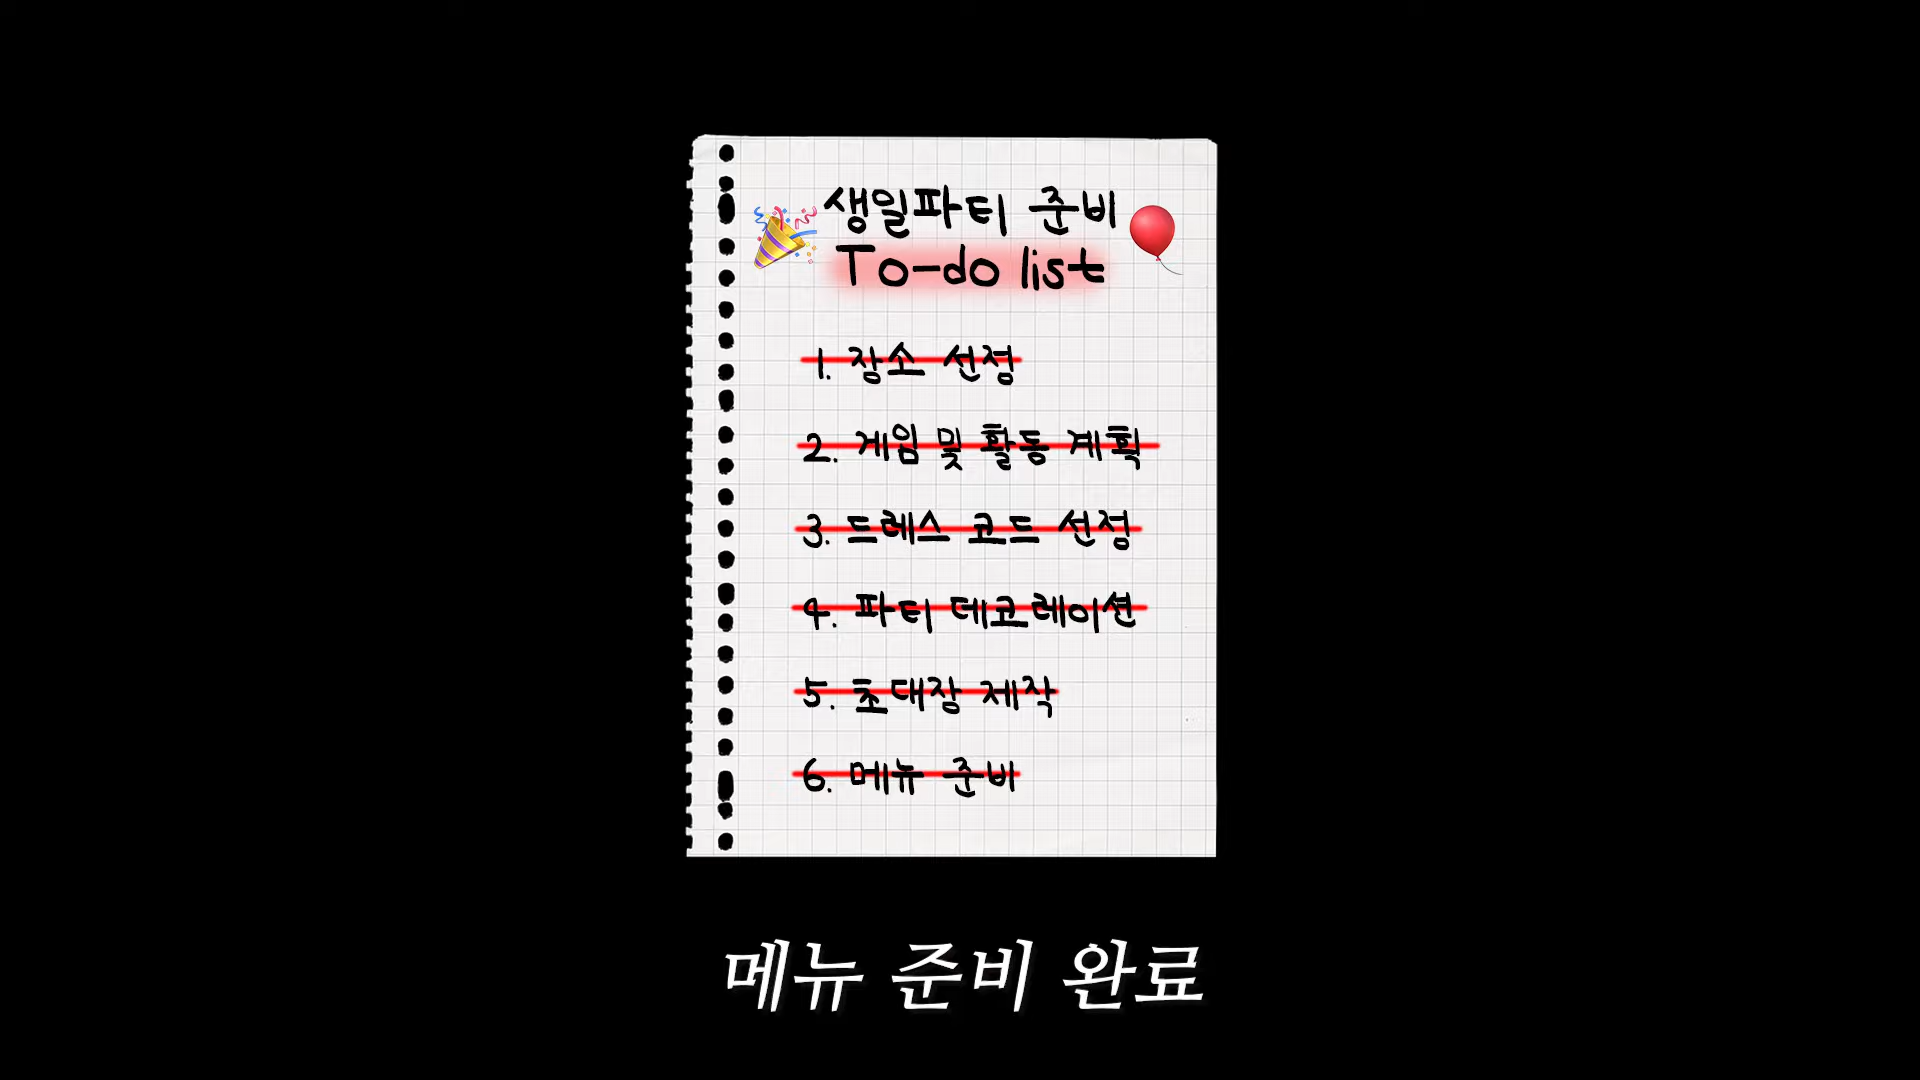 생일파티 준비
To-do list
1. 장소 선정
2. 게임 및 활동 계획
3. 드레스 코드 선정
4. 파티 데코레이션
5. 초대장 제작
6. 메뉴 준비
메뉴 준비 완료